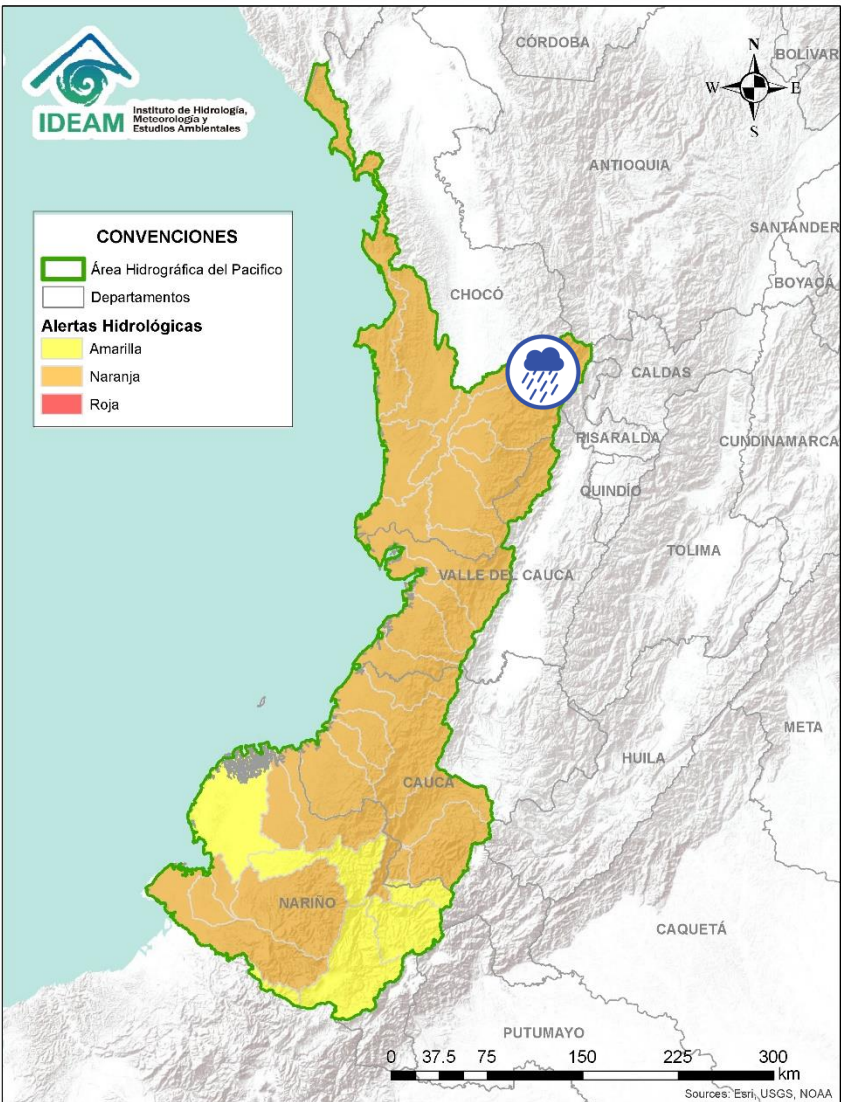 IDEAM
Instituto de Hidrología,
Meteorología y
Estudios Ambientales
N
W
E
S
CÓRDOBA
BOLIVAR
ANTIOQUIA
SANTANDER
BOYACÁ
CHOCÓ
CALDAS
RISARALDA
CUNDINAMARCA
QUINDÍO
TOLIMA
VALLE DEL CAUCA
META
HUILA
CAUCA
NARIÑO
CAQUETÁ
PUTUMAYO
CONVENCIONES
Área Hidrográfica del Pacifico
Departamentos
Alertas Hidrológicas
Amarilla
Naranja
Roja
0 37.5 75 150 225 300
km
Sources: Esri, USGS, NOAA